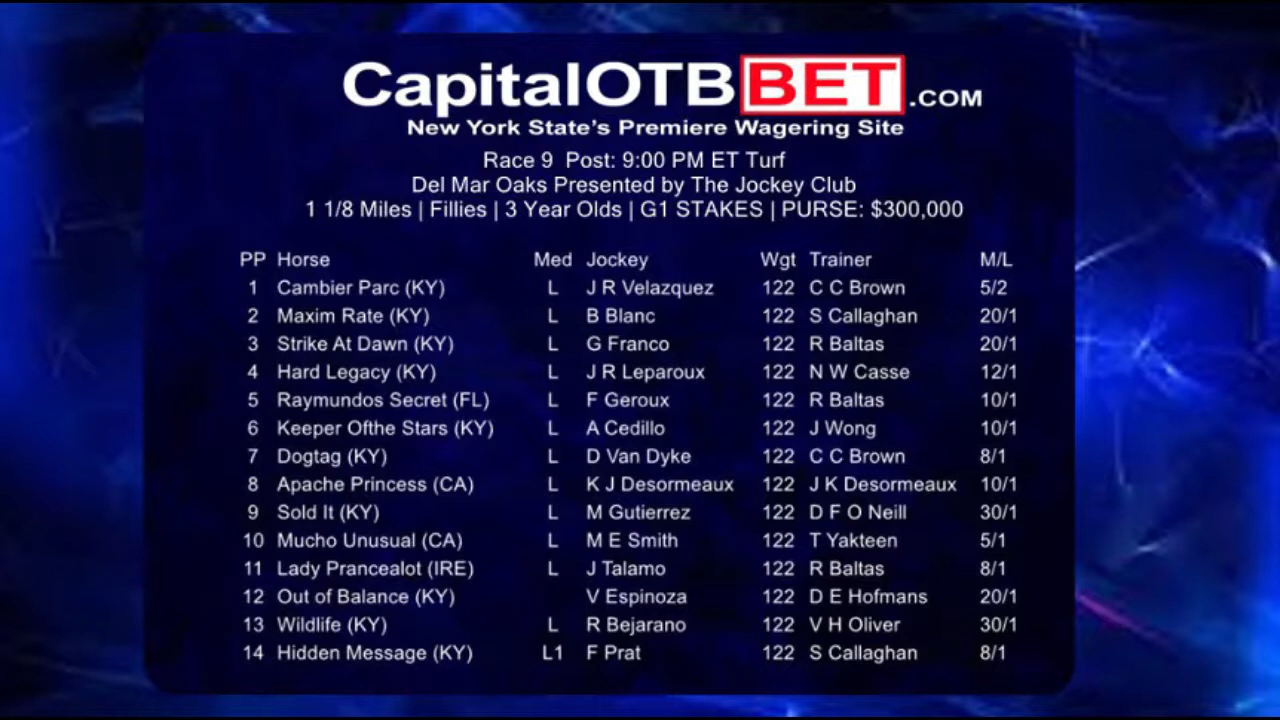 CapitalOTBBET.COM
New York State's Premiere Wagering Site
Race 9 Post: 9:00 PM ET Turf
Del Mar Oaks Presented by The Jockey Club
1 1/8 Miles | Fillies | 3 Year Olds | G1 STAKES | PURSE: $300,000
PP Horse Med Jockey Wgt Trainer M/L
1 Cambier Parc (KY) L J R Velazquez 122 C C Brown 5/2
2 Maxim Rate (KY) L B Blanc 122 S Callaghan 20/1
3 Strike At Dawn (KY) L G Franco 122 R Baltas 20/1
4 Hard Legacy (KY) L J R Leparoux 122 N W Casse 12/1
5 Raymundos Secret (FL) L F Geroux 122 R Baltas 10/1
6 Keeper Ofthe Stars (KY) L A Cedillo 122 J Wong 10/1
7 Dogtag (KY) L D Van Dyke 122 C C Brown 8/1
8 Apache Princess (CA) L K J Desormeaux 122 J K Desormeaux 10/1
9 Sold It (KY) L M Gutierrez 122 D F O Neill 30/1
10 Mucho Unusual (CA) L M E Smith 122 T Yakteen 5/1
11 Lady Prancealot (IRE) L J Talamo 122 R Baltas 8/1
12 Out of Balance (KY) V Espinoza 122 D E Hofmans 20/1
13 Wildlife (KY) L R Bejarano 122 V H Oliver 30/1
14 Hidden Message (KY) L1 F Prat 122 S Callaghan 8/1